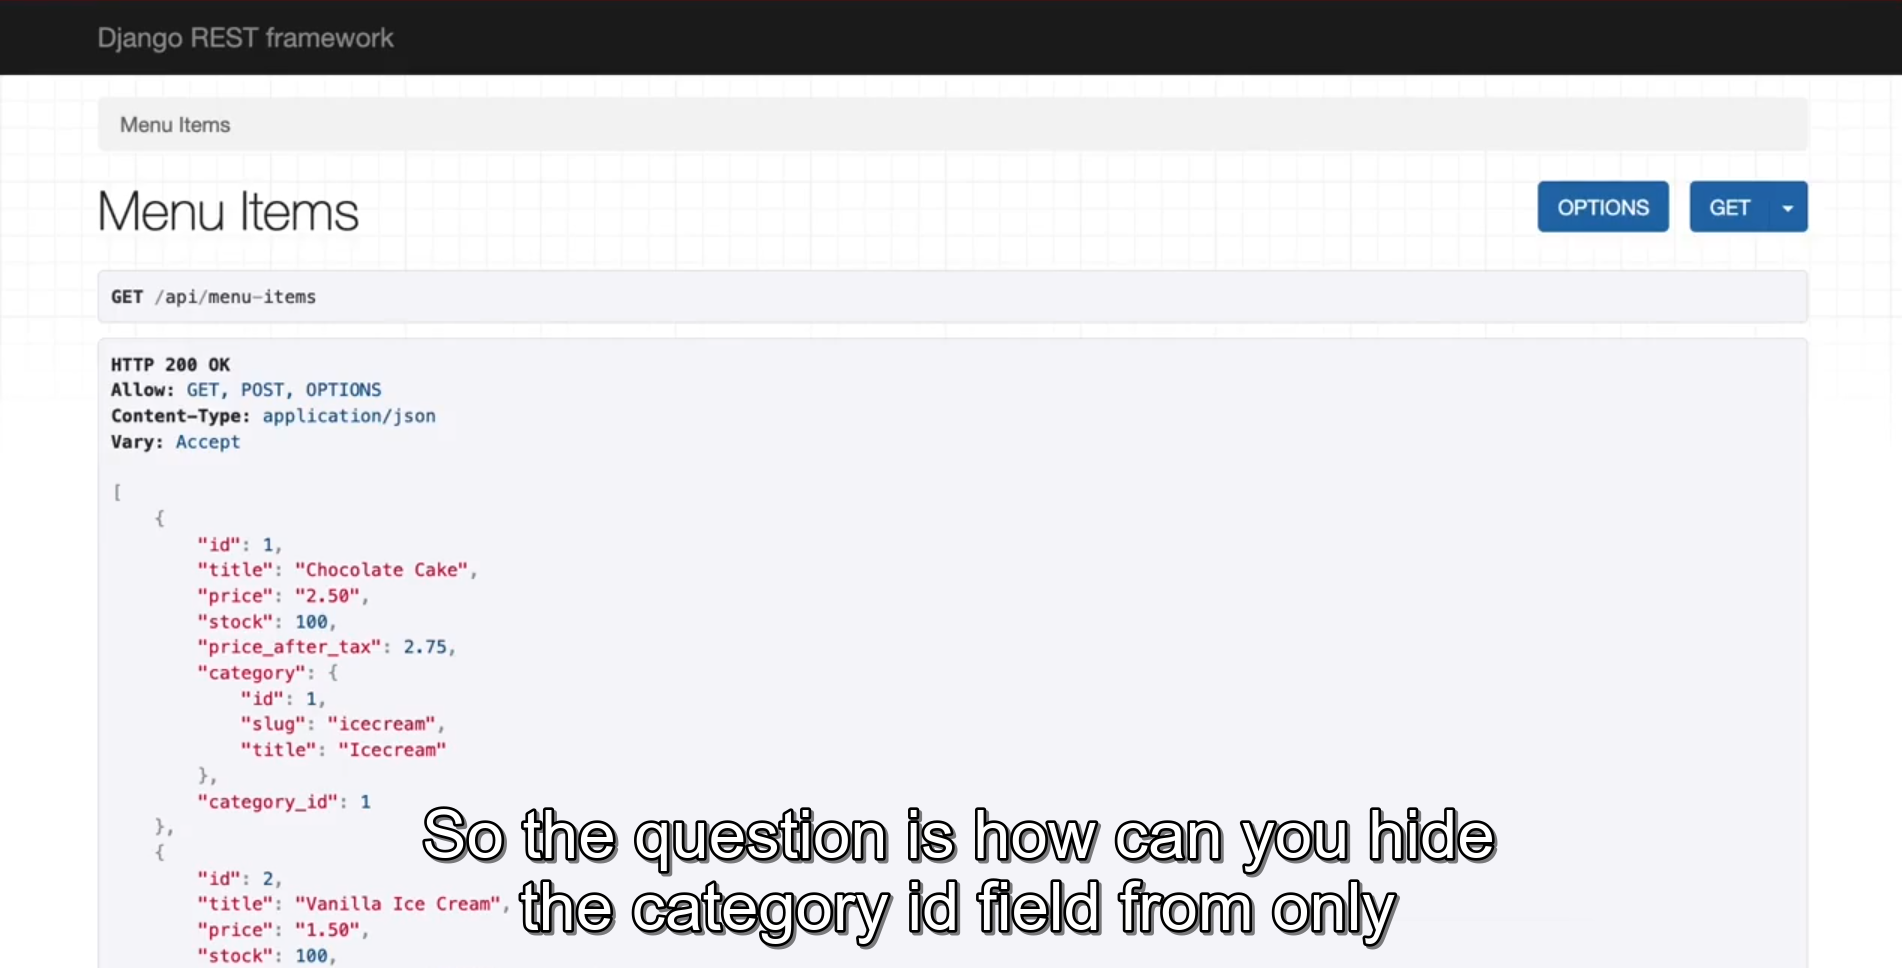 Django REST framework
Menu Items
Menu Items
OPTIONS
GET
GET /api/menu-items
HTTP 200 OK
Allow: GET, POST, OPTIONS
Content-Type: application/json
Vary: Accept
[
{
"id": 1,
"title": "Chocolate Cake",
"price": "2.50",
"stock": 100,
"price_after_tax": 2.75,
"category": {
"id": 1,
"slug": "icecream",
"title": "Icecream"
},
"category_id": 1
},
{
"id": 2,
"title": "Vanilla Ice Cream",
"price": "1.50",
"stock": 100,
So the question is how can you hide
the category id field from only